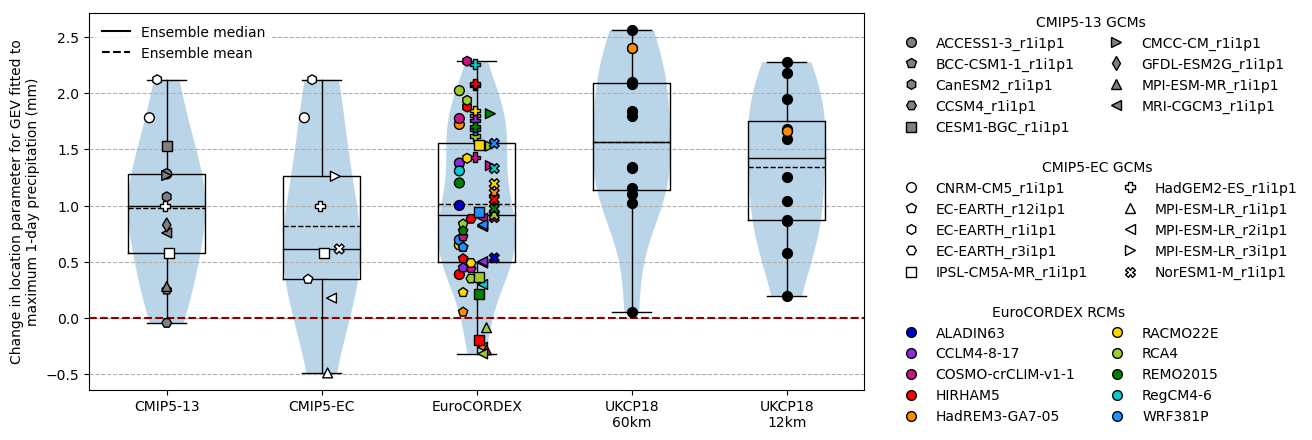 Change in location parameter for GEV fitted to
maximum 1-day precipitation (mm)
2.5
2.0
1.5
1.0
0.5
0.0
−0.5
Ensemble median
Ensemble mean
CMIP5-13
CMIP5-EC
EuroCORDEX
UKCP18
60km
UKCP18
12km
CMIP5-13 GCMs
ACCESS1-3_r1i1p1
BCC-CSM1-1_r1i1p1
CanESM2_r1i1p1
CCSM4_r1i1p1
CESM1-BGC_r1i1p1
CMCC-CM_r1i1p1
GFDL-ESM2G_r1i1p1
MPI-ESM-MR_r1i1p1
MRI-CGCM3_r1i1p1
CMIP5-EC GCMs
CNRM-CM5_r1i1p1
EC-EARTH_r12i1p1
EC-EARTH_r1i1p1
EC-EARTH_r3i1p1
IPSL-CM5A-MR_r1i1p1
HadGEM2-ES_r1i1p1
MPI-ESM-LR_r1i1p1
MPI-ESM-LR_r2i1p1
MPI-ESM-LR_r3i1p1
NorESM1-M_r1i1p1
EuroCORDEX RCMs
ALADIN63
CCLM4-8-17
COSMO-crCLIM-v1-1
HIRHAM5
HadREM3-GA7-05
RACMO22E
RCA4
REMO2015
RegCM4-6
WRF381P